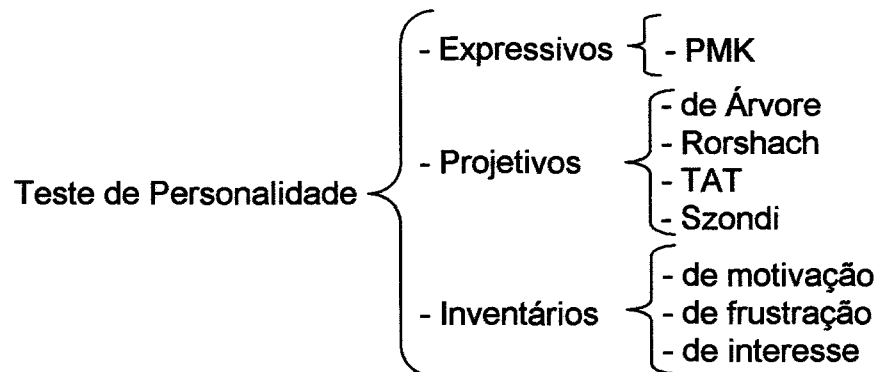 Teste de Personalidade
- Expressivos
- PMK
- Projetivos
- de Árvore
- Rorshach
- TAT
- Szondi
- Inventários
- de motivação
- de frustração
- de interesse